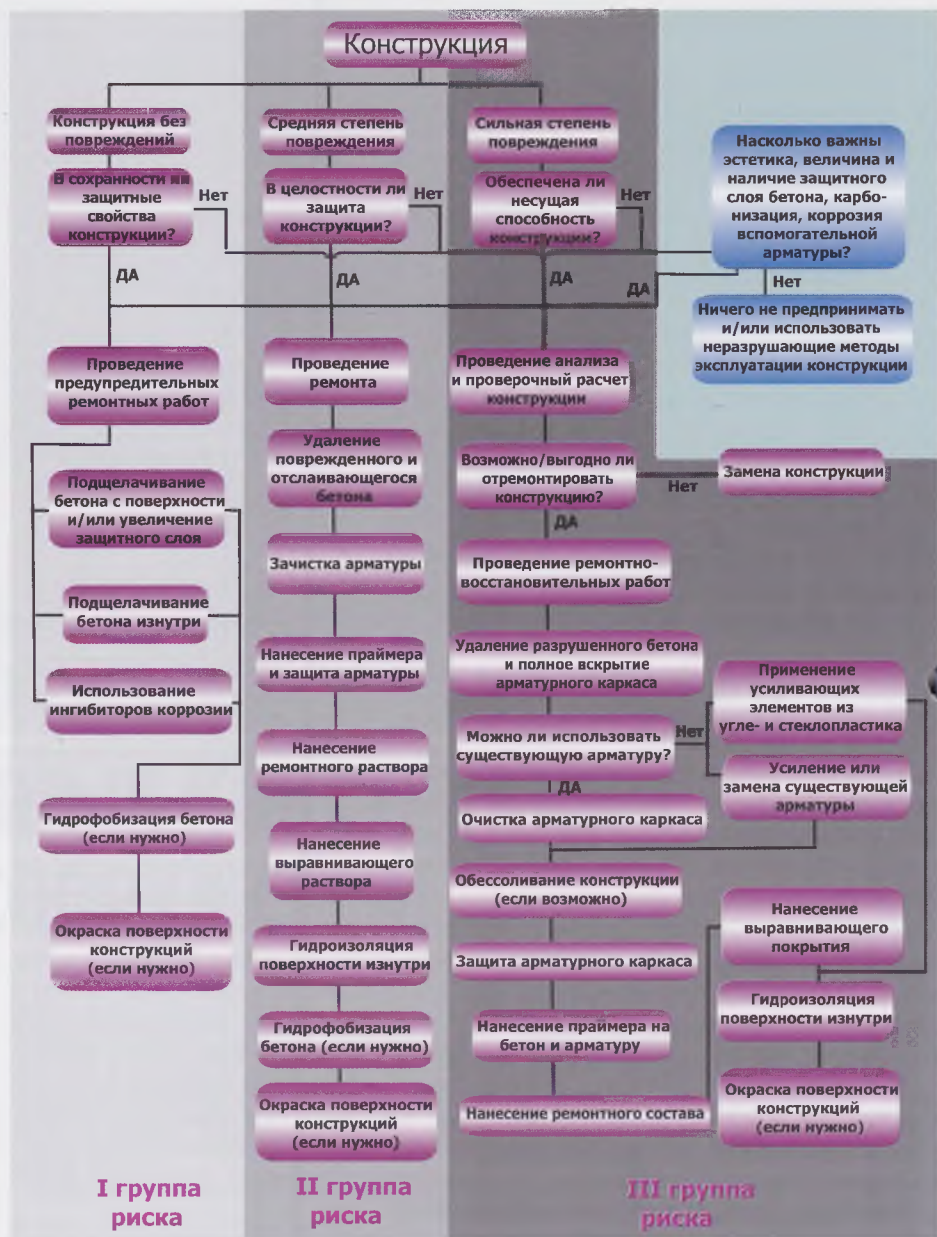 Конструкция
Конструкция без
повреждений
Средняя степень
повреждения
Сильная степень
повреждения
Насколько важны
эстетика, величина и
наличие защитного
слоя бетона, карбо-
низация, коррозия
вспомогательной
арматуры?
В сохранности ли
защитные
свойства
конструкции?
Нет
В целостности ли
защита
конструкции?
Нет
Обеспечена ли
несущая
способность
конструкции?
Нет
ДА
ДА
ДА
ДА
Нет
Ничего не предпринимать
и/или использовать
неразрушающие методы
эксплуатации конструкции
Проведение
предупредительных
ремонтных работ
Подщелачивание
бетона с поверхности
и/или увеличение
защитного слоя
Подщелачивание
бетона изнутри
Использование
ингибиторов коррозии
Гидрофобизация бетона
(если нужно)
Окраска поверхности
конструкций
(если нужно)
Проведение
ремонта
Удаление
поврежденного и
отслаивающегося
бетона
Зачистка арматуры
Нанесение праймера
и защита арматуры
Нанесение
ремонтного раствора
Нанесение
выравнивающего
раствора
Гидроизоляция
поверхности изнутри
Гидрофобизация
бетона (если нужно)
Окраска поверхности
конструкций
(если нужно)
Проведение анализа
и проверочный расчет
конструкции
Возможно/выгодно ли
отремонтировать
конструкцию?
Нет
Замена конструкции
ДА
Проведение ремонтно-
восстановительных работ
Удаление разрушенного бетона
и полное вскрытие
арматурного каркаса
Можно ли использовать
существующую арматуру?
Нет
Применение
усиливающих
элементов из
угле- и стеклопластика
Усиление или
замена существующей
арматуры
ДА
Очистка арматурного каркаса
Обессоливание конструкции
(если возможно)
Защита арматурного каркаса
Нанесение праймера на
бетон и арматуру
Нанесение ремонтного состава
Нанесение
выравнивающего
покрытия
Гидроизоляция
поверхности изнутри
Окраска поверхности
конструкций
(если нужно)
I группа
риска
II группа
риска
III группа
риска